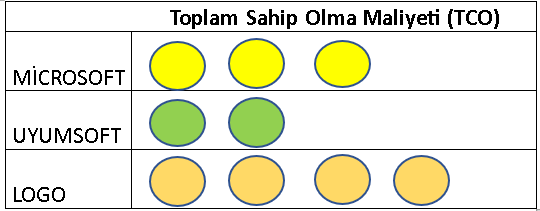 Toplam Sahip Olma Maliyeti (TCO)
MİCROSOFT
UYUMSOFT
LOGO